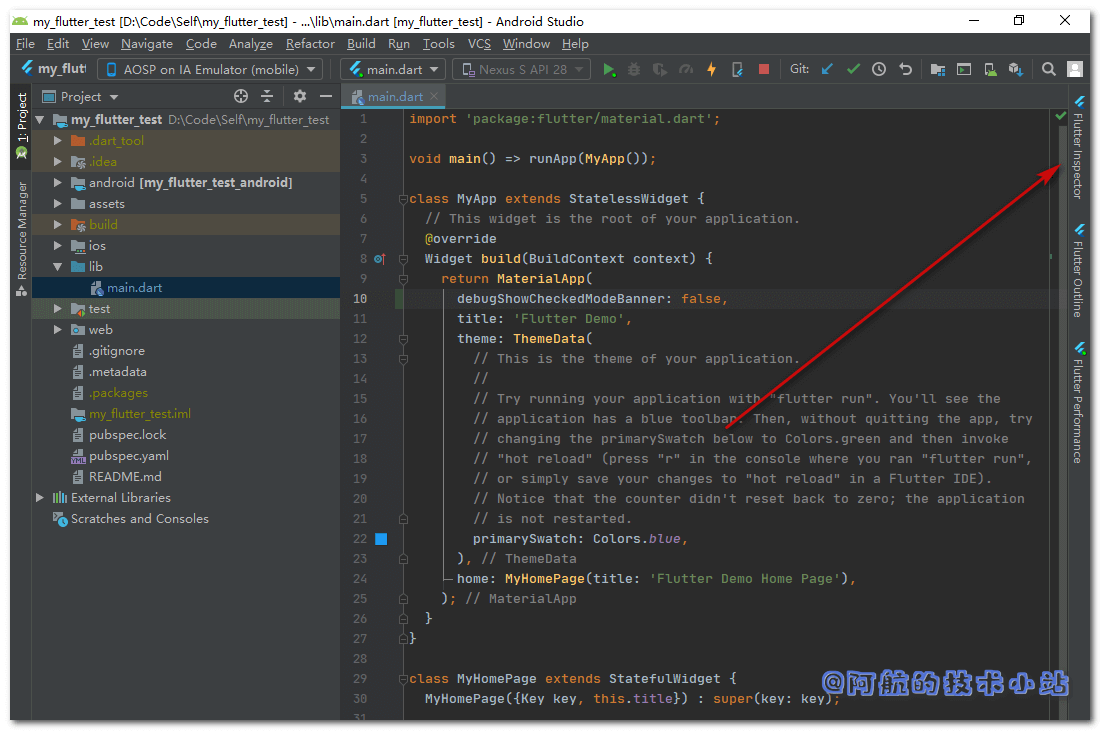 my_flutter_test [D:\Code\Self\my_flutter_test] - ...\lib\main.dart [my_flutter_test] - Android Studio
File Edit View Navigate Code Analyze Refactor Build Run Tools VCS Window Help
my_flutt AOSP on IA Emulator (mobile) main.dart Nexus S API 28 Git:
1: Project
Resource Manager
Project
my_flutter_test D:\Code\Self\my_flutter_test
.dart_tool
.idea
android [my_flutter_test_android]
assets
build
ios
lib
main.dart
test
web
.gitignore
.metadata
.packages
my_flutter_test.iml
pubspec.lock
pubspec.yaml
README.md
External Libraries
Scratches and Consoles
main.dart
1 import 'package:flutter/material.dart';
2
3 void main() => runApp(MyApp());
4
5 class MyApp extends StatelessWidget {
6 // This widget is the root of your application.
7 @override
8 Widget build(BuildContext context) {
9 return MaterialApp(
10 debugShowCheckedModeBanner: false,
11 title: 'Flutter Demo',
12 theme: ThemeData(
13 // This is the theme of your application.
14 //
15 // Try running your application with "flutter run". You'll see the
16 // application has a blue toolbar. Then, without quitting the app, try
17 // changing the primarySwatch below to Colors.green and then invoke
18 // "hot reload" (press "r" in the console where you ran "flutter run",
19 // or simply save your changes to "hot reload" in a Flutter IDE).
20 // Notice that the counter didn't reset back to zero; the application
21 // is not restarted.
22 primarySwatch: Colors.blue,
23 ), // ThemeData
24 home: MyHomePage(title: 'Flutter Demo Home Page'),
25 ); // MaterialApp
26 }
27 }
28
29 class MyHomePage extends StatefulWidget {
30 MyHomePage({Key key, this.title}) : super(key: key);
31
Flutter Inspector
Flutter Outline
Flutter Performance
@阿航的技术小站